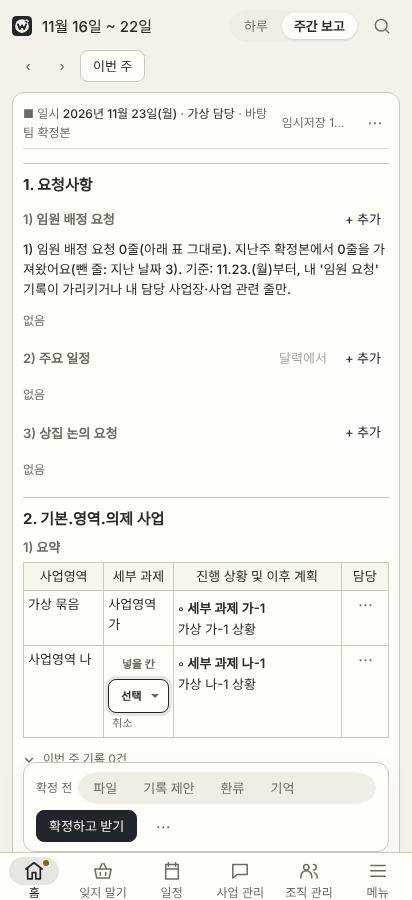 11월 16일 ~ 22일
하루
주간 보고
‹
›
이번 주
■ 일시 2026년 11월 23일(월) · 가상 담당 · 바탕
팀 확정본
임시저장 1...
...
1. 요청사항
1) 임원 배정 요청
+ 추가
1) 임원 배정 요청 0줄(아래 표 그대로). 지난주 확정본에서 0줄을 가
져왔어요(뺀 줄: 지난 날짜 3). 기준: 11.23.(월)부터, 내 '임원 요청'
기록이 가리키거나 내 담당 사업장·사업 관련 줄만.
없음
2) 주요 일정
달력에서
+ 추가
없음
3) 상집 논의 요청
+ 추가
없음
2. 기본.영역.의제 사업
1) 요약
사업영역
세부 과제
진행 상황 및 이후 계획
담당
가상 묶음
사업영역
가
∘ 세부 과제 가-1
가상 가-1 상황
...
사업영역 나
넣을 칸
선택
취소
∘ 세부 과제 나-1
가상 나-1 상황
...
이번 주 기록 0건
확정 전
파일
기록 제안
환류
기억
확정하고 받기
...
홈
잊지 말기
일정
사업 관리
조직 관리
메뉴